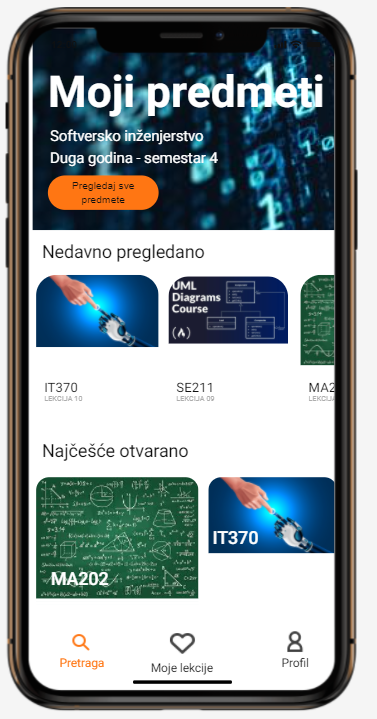 Moji predmeti
Softversko inženjerstvo
Duga godina - semestar 4
Pregledaj sve
predmete
Nedavno pregledano
UML
Diagrams
Course
IT370
LEKCIJA 10
SE211
LEKCIJA 09
MA2
LEKCIJA
Najčešće otvarano
MA202
IT370
Pretraga
Moje lekcije
Profil